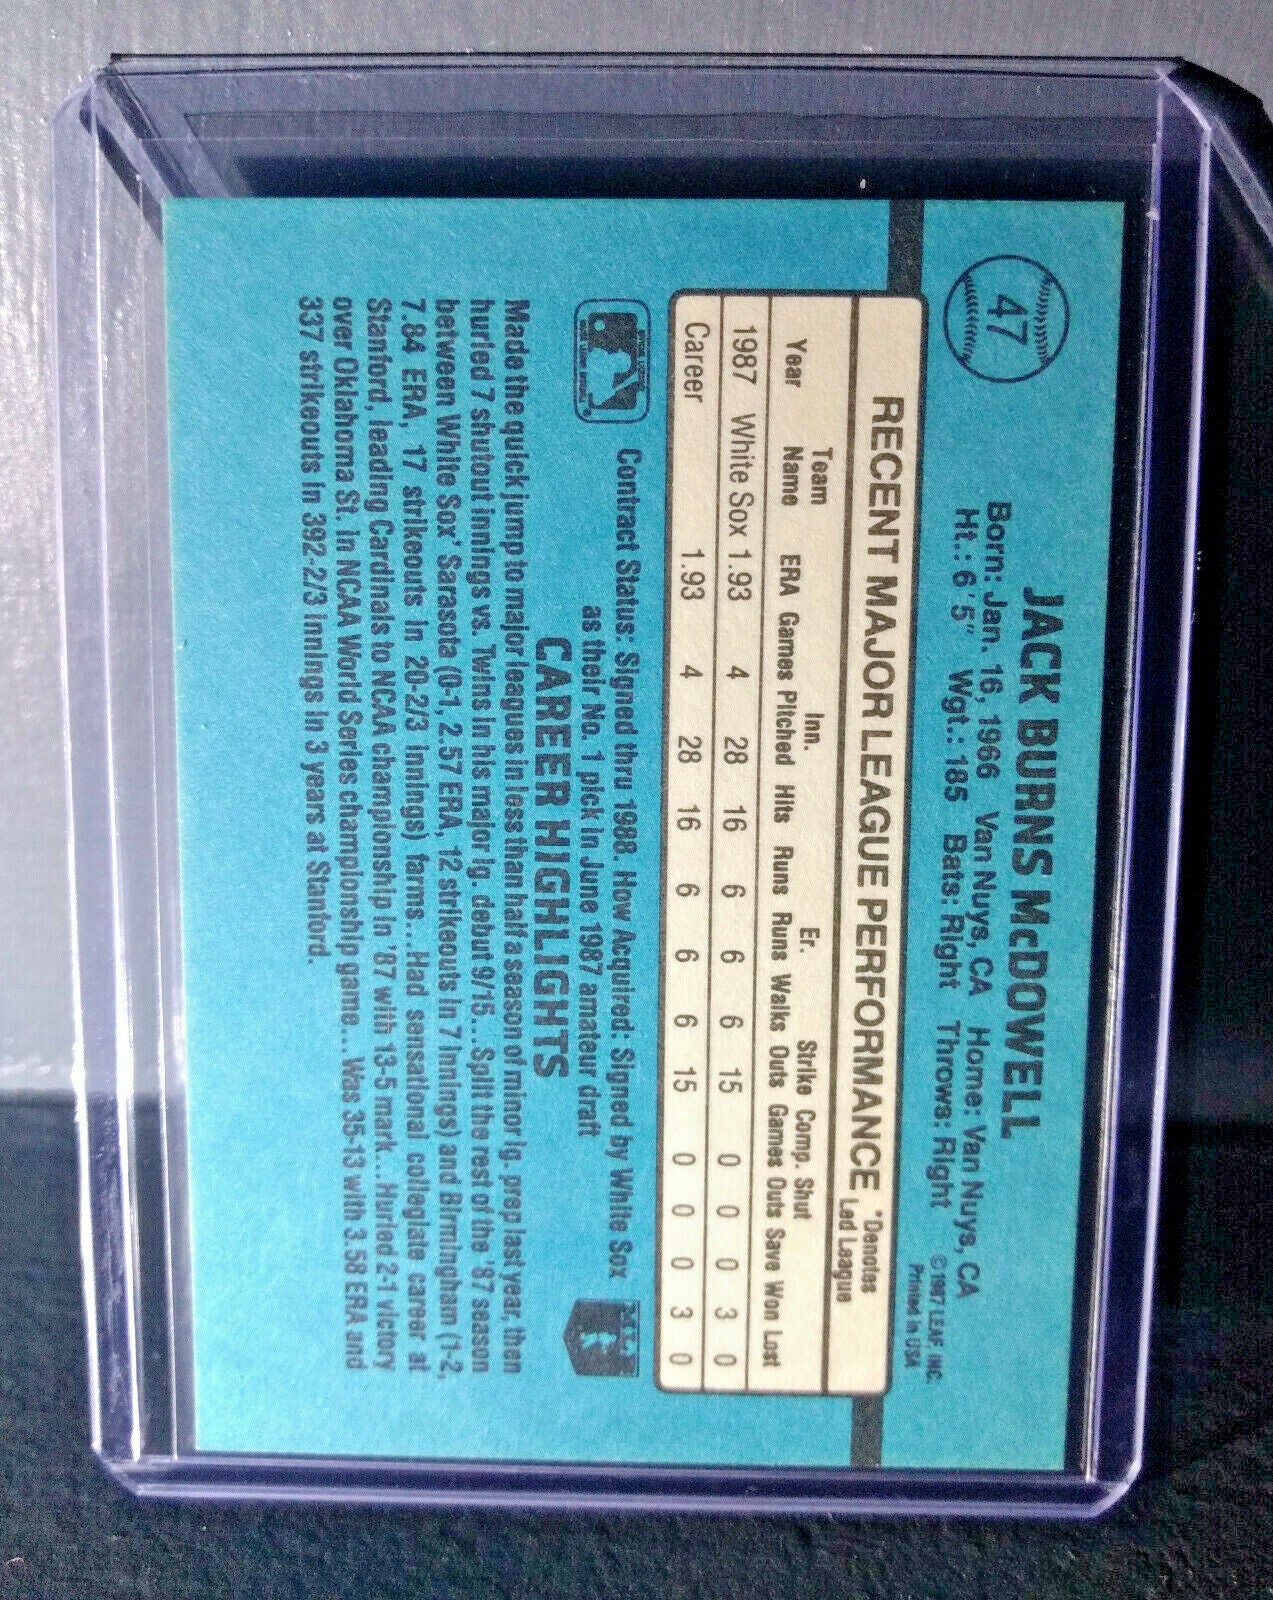 47
JACK BURNS McDOWELL
Born: Jan. 16, 1966 Van Nuys, CA Home: Van Nuys, CA
Ht.: 6'5" Wgt.: 185 Bats: Right Throws: Right
©1987 LEAF, INC.
Printed in USA
RECENT MAJOR LEAGUE PERFORMANCE *Denotes
Led League
Team Inn. Er. Strike Comp. Shut
Year Name ERA Games Pitched Hits Runs Runs Walks Outs Games Outs Save Won Lost
1987 White Sox 1.93 4 28 16 6 6 6 15 0 0 0 3 0
Career 1.93 4 28 16 6 6 6 15 0 0 0 3 0
Contract Status: Signed thru 1988. How Acquired: Signed by White Sox
as their No. 1 pick in June 1987 amateur draft
CAREER HIGHLIGHTS
Made the quick jump to major leagues in less than half a season of minor lg. prep last year, then
hurled 7 shutout innings vs. Twins in his major lg. debut 9/15...Split the rest of the '87 season
between White Sox' Sarasota (0-1, 2.57 ERA, 12 strikeouts in 7 innings) and Birmingham (1-2,
7.84 ERA, 17 strikeouts in 20-2/3 innings) farms...Had sensational collegiate career at
Stanford, leading Cardinals to NCAA championship in '87 with 13-5 mark...Hurled 2-1 victory
over Oklahoma St. in NCAA World Series championship game...Was 35-13 with 3.58 ERA and
337 strikeouts in 392-2/3 innings in 3 years at Stanford.